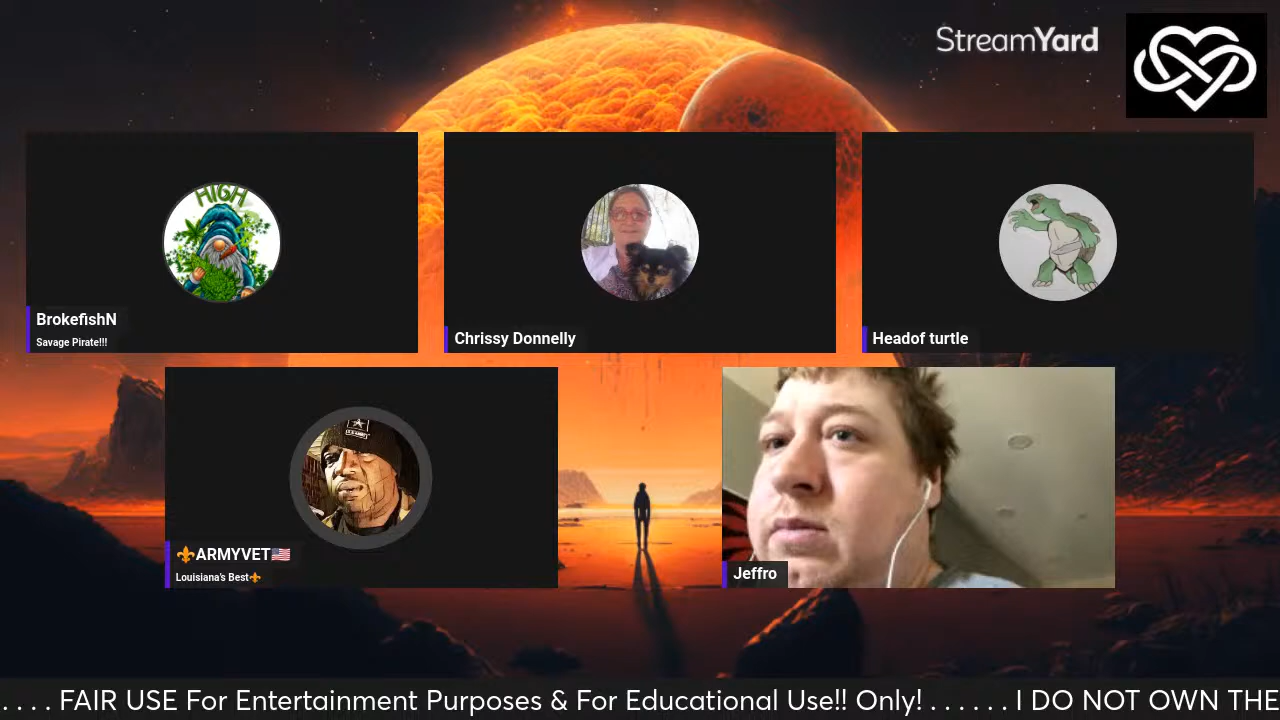 StreamYard
HIGH
BrokefishN
Savage Pirate!!!
Chrissy Donnelly
Headof turtle
⚜️ARMYVET🇺🇸
Louisiana's Best⚜️
Jeffro
. . . . FAIR USE For Entertainment Purposes & For Educational Use!! Only! . . . . . . I DO NOT OWN THE